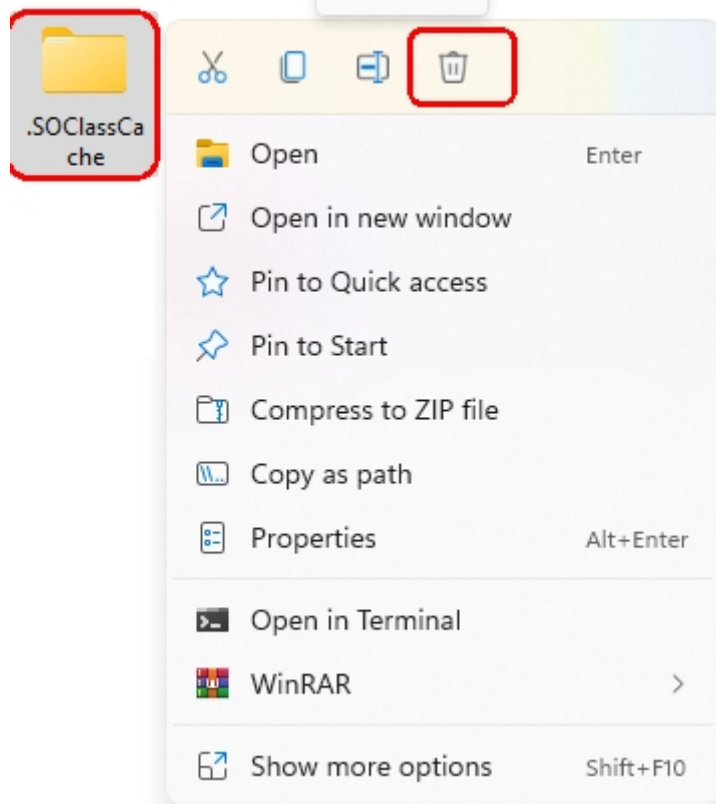 .SOClassCa
che
Open Enter
Open in new window
Pin to Quick access
Pin to Start
Compress to ZIP file
Copy as path
Properties Alt+Enter
Open in Terminal
WinRAR
Show more options Shift+F10